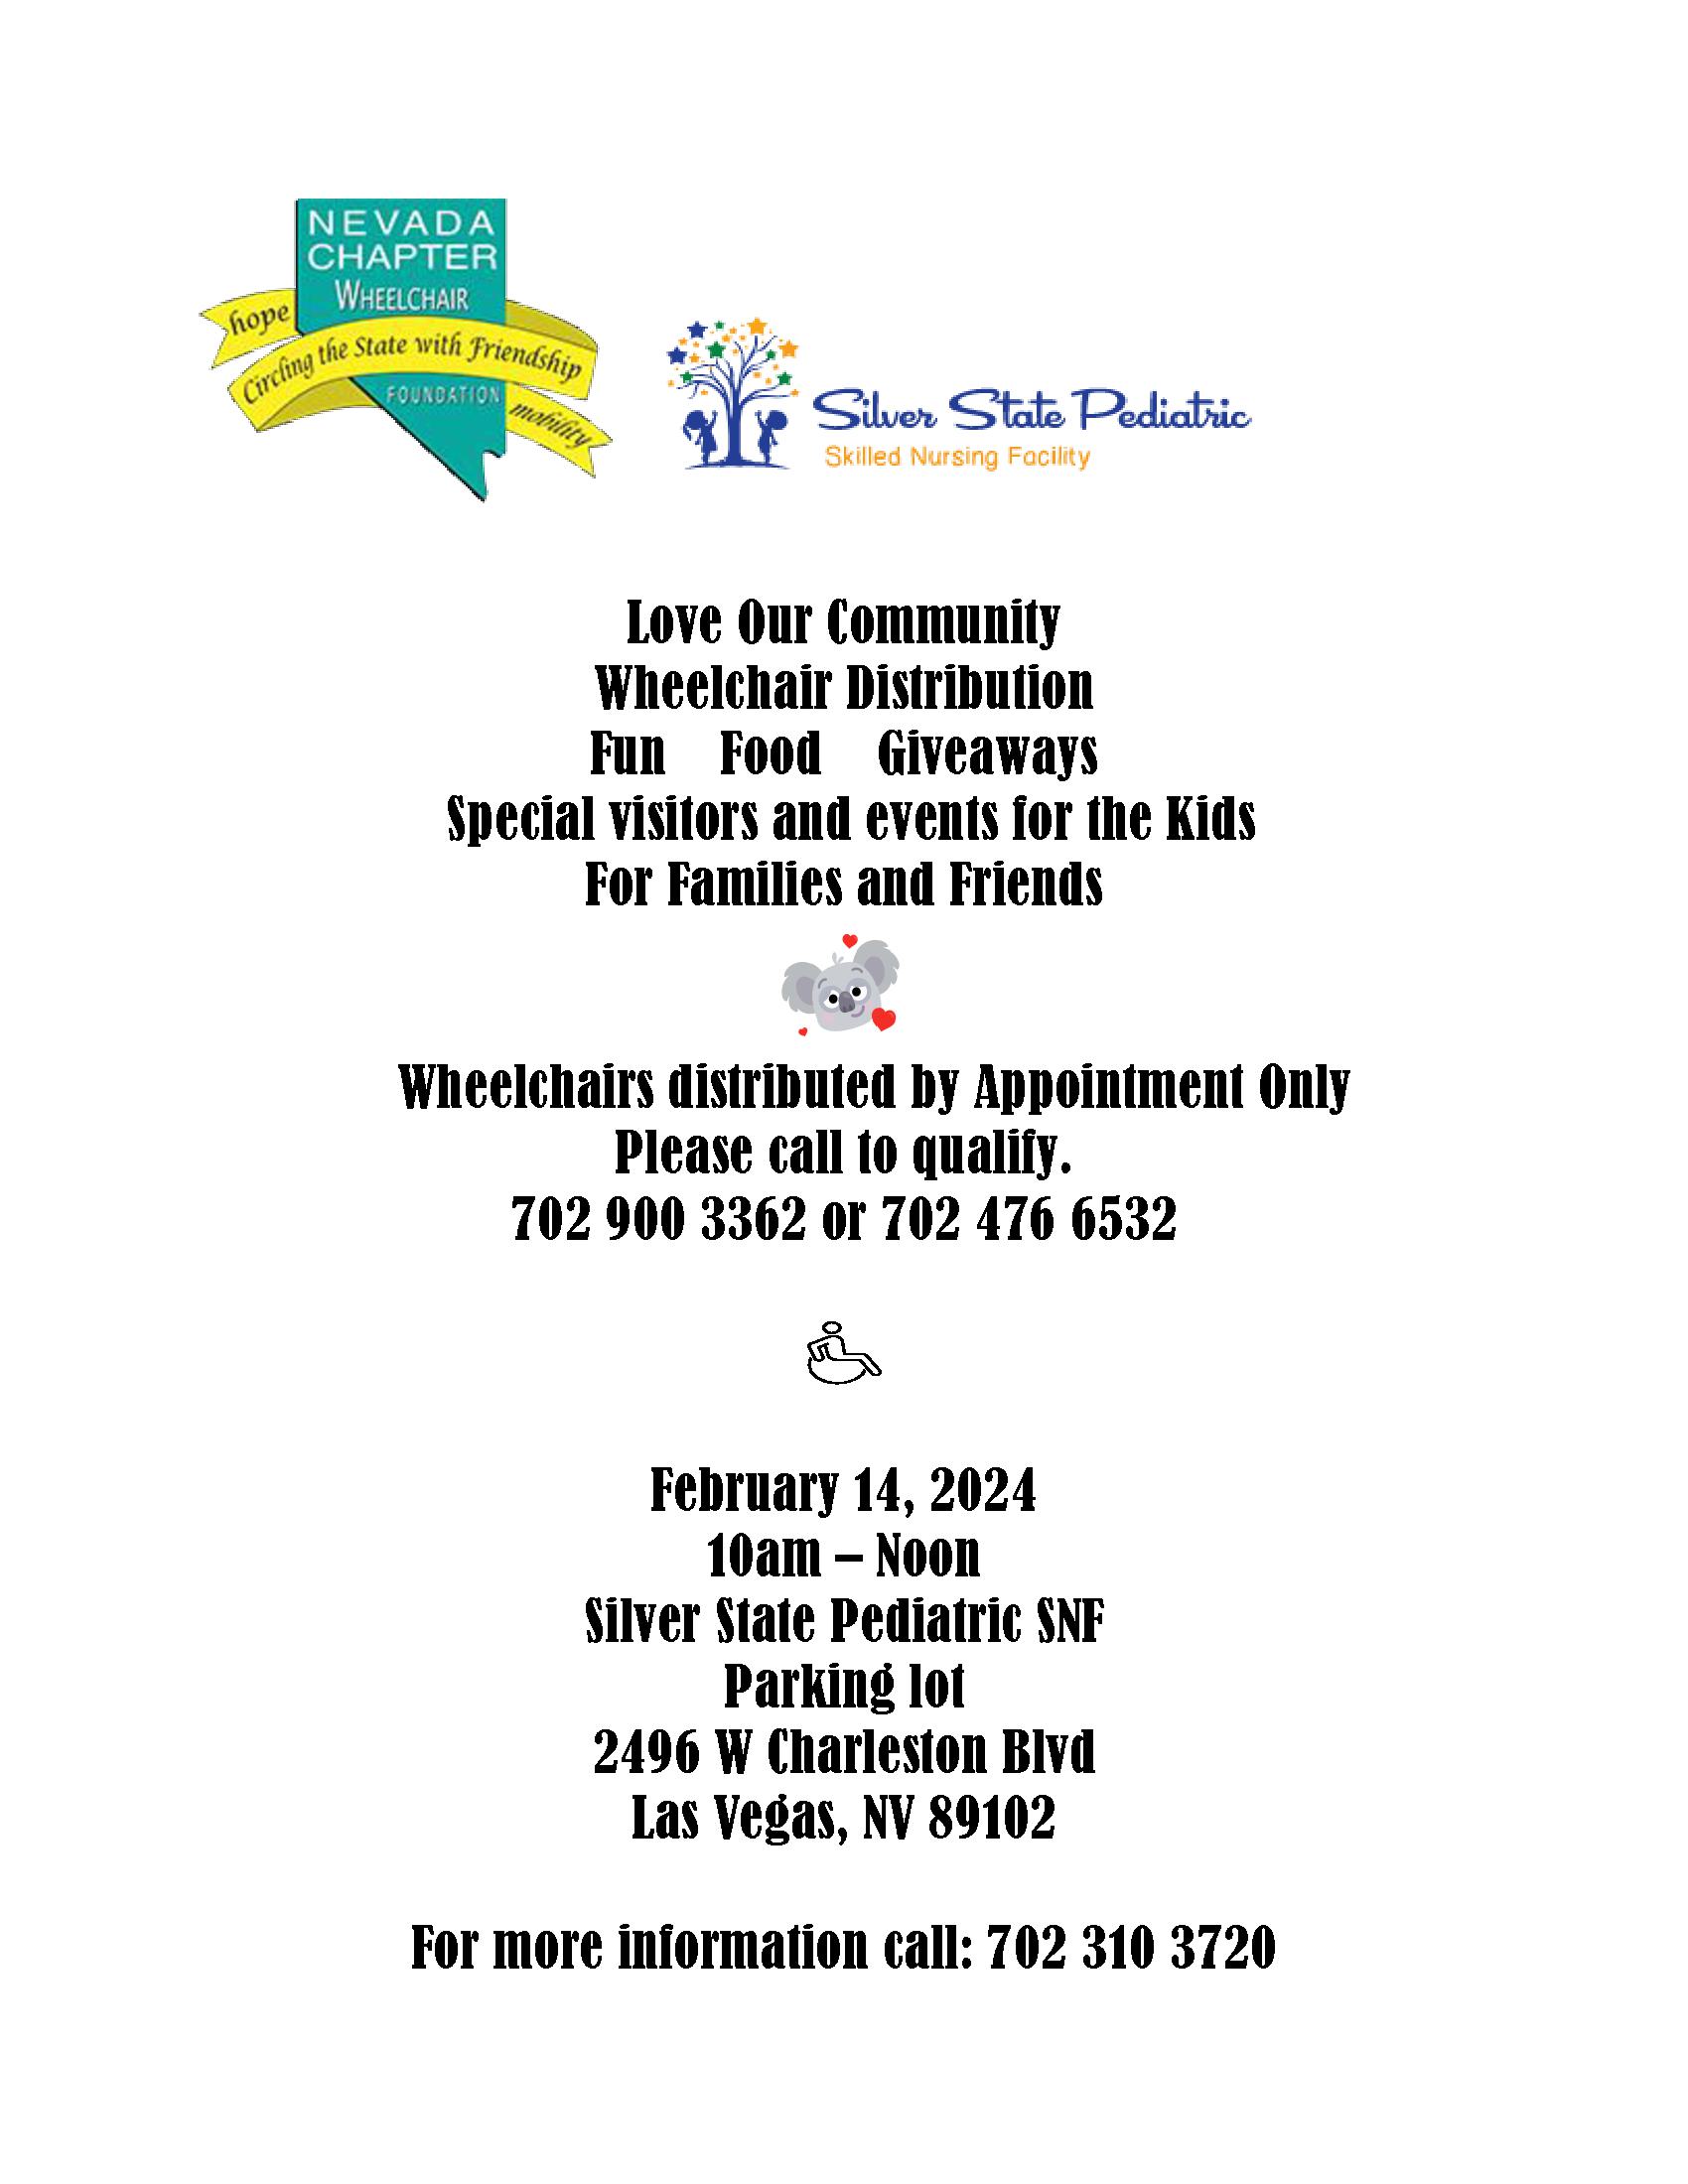 NEVADA
CHAPTER
WHEELCHAIR
hope
Circling the State with Friendship
FOUNDATION
mobility
Silver State Pediatric
Skilled Nursing Facility
Love Our Community
Wheelchair Distribution
Fun Food Giveaways
Special visitors and events for the Kids
For Families and Friends
Wheelchairs distributed by Appointment Only
Please call to qualify.
702 900 3362 or 702 476 6532
February 14, 2024
10am – Noon
Silver State Pediatric SNF
Parking lot
2496 W Charleston Blvd
Las Vegas, NV 89102
For more information call: 702 310 3720